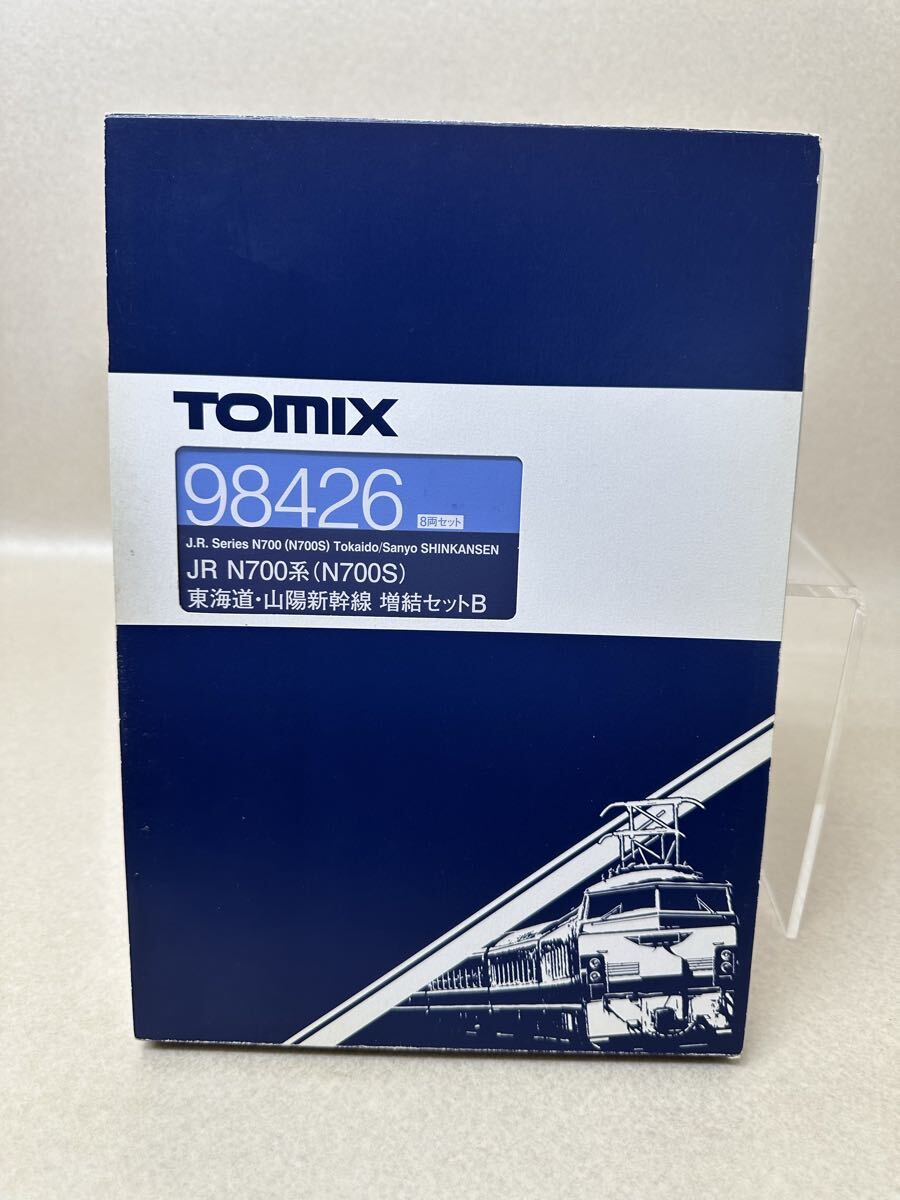 TOMIX
98426 8両セット
J.R. Series N700 (N700S) Tokaido/Sanyo SHINKANSEN
JR N700系(N700S)
東海道・山陽新幹線 増結セットB